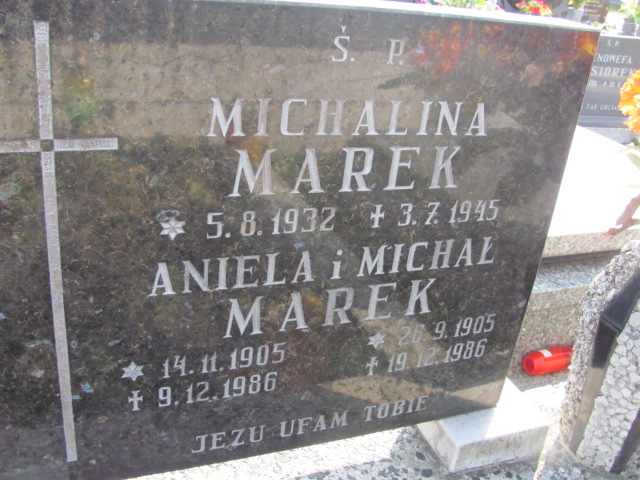 Ś. P.
MICHALINA
MAREK
5.8.1932 ✝ 3.7.1945
ANIELA i MICHAŁ
MAREK
14.11.1905 26.9.1905
✝ 9.12.1986 ✝ 19.12.1986
JEZU UFAM TOBIE
Ś. P.